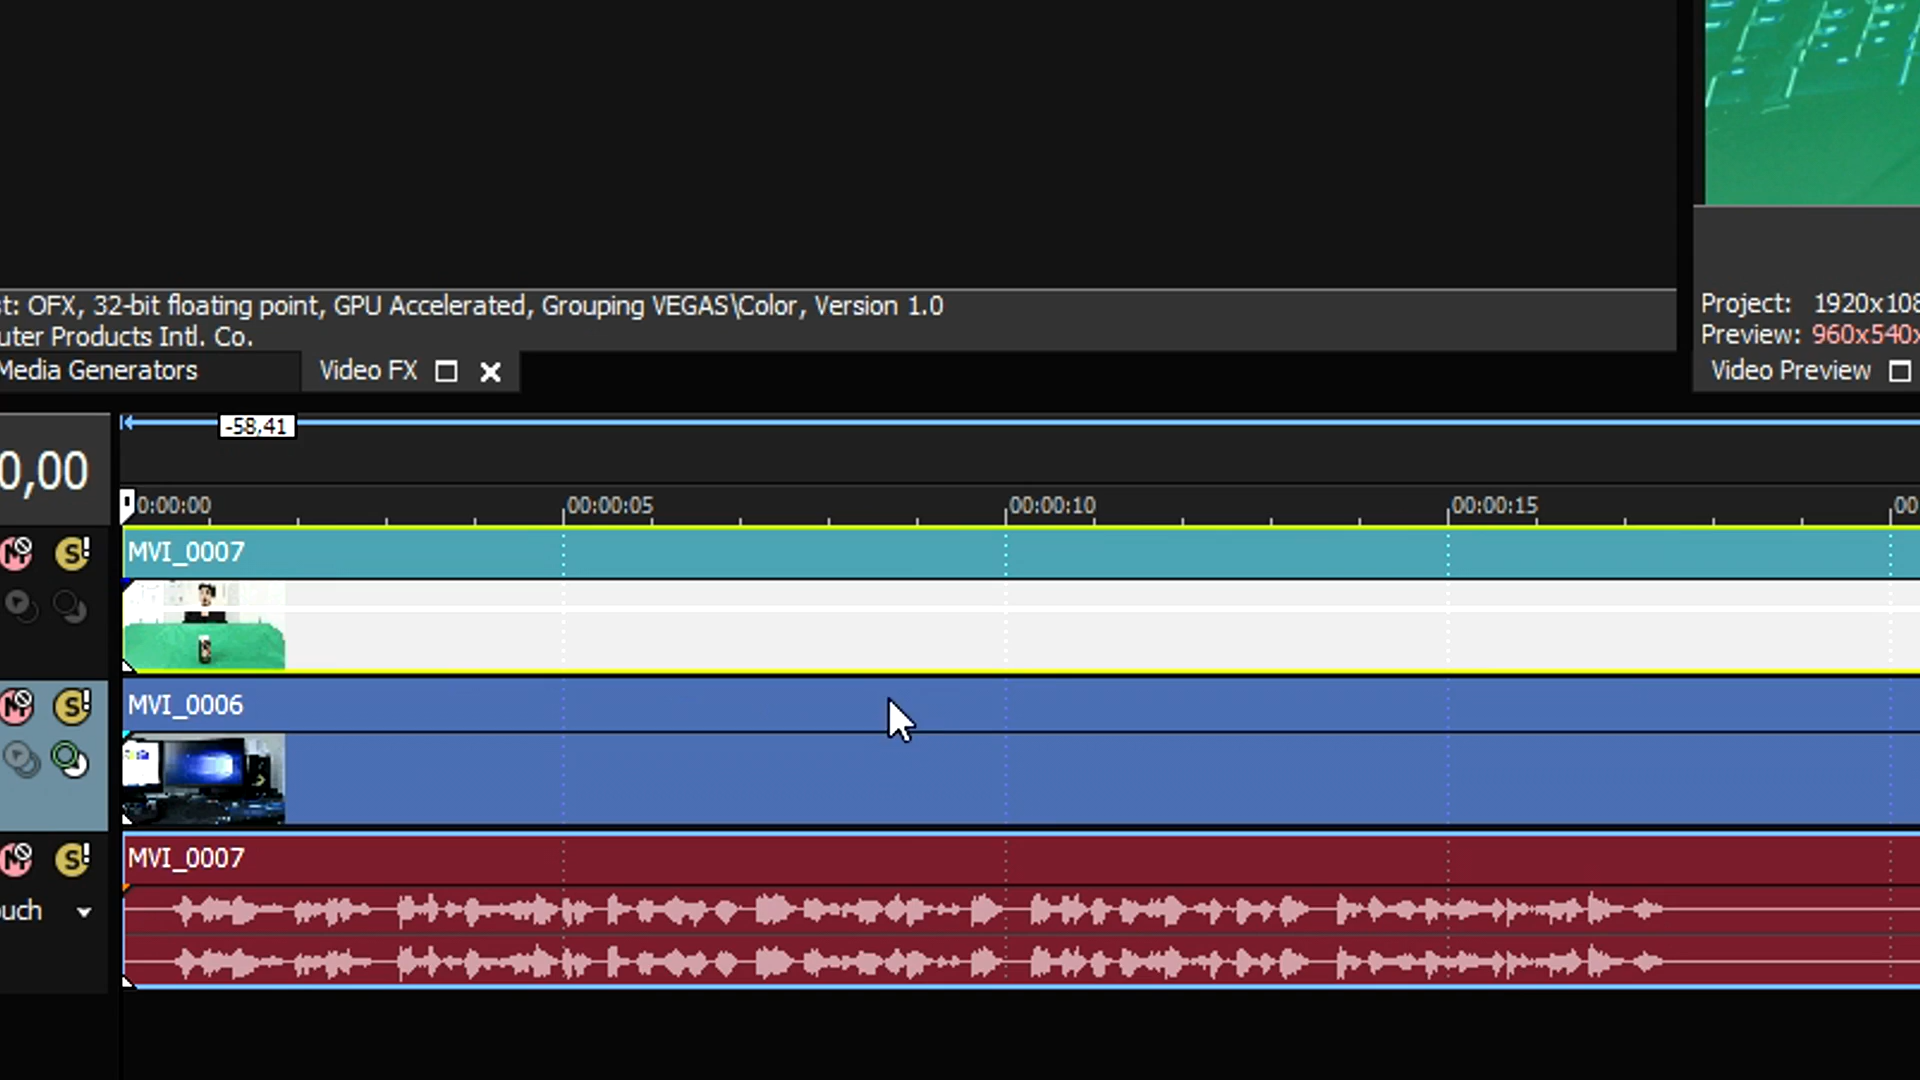 st: OFX, 32-bit floating point, GPU Accelerated, Grouping VEGAS\Color, Version 1.0
uter Products Intl. Co.
Media Generators
Video FX
Project: 1920x108
Preview: 960x540x
Video Preview
-58,41
0,00
0:00:00
00:00:05
00:00:10
00:00:15
00
MVI_0007
M S!
MVI_0006
M S!
MVI_0007
M S!
ouch